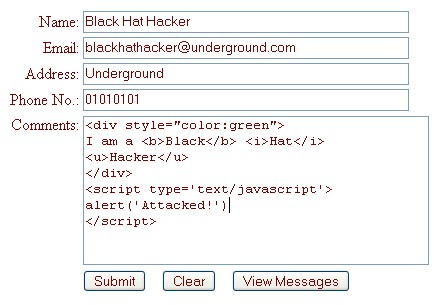 Name: Black Hat Hacker
Email: blackhathacker@underground.com
Address: Underground
Phone No.: 01010101
Comments: <div style="color:green">
I am a <b>Black</b> <i>Hat</i>
<u>Hacker</u>
</div>
<script type='text/javascript'>
alert('Attacked!')
</script>
Submit Clear View Messages